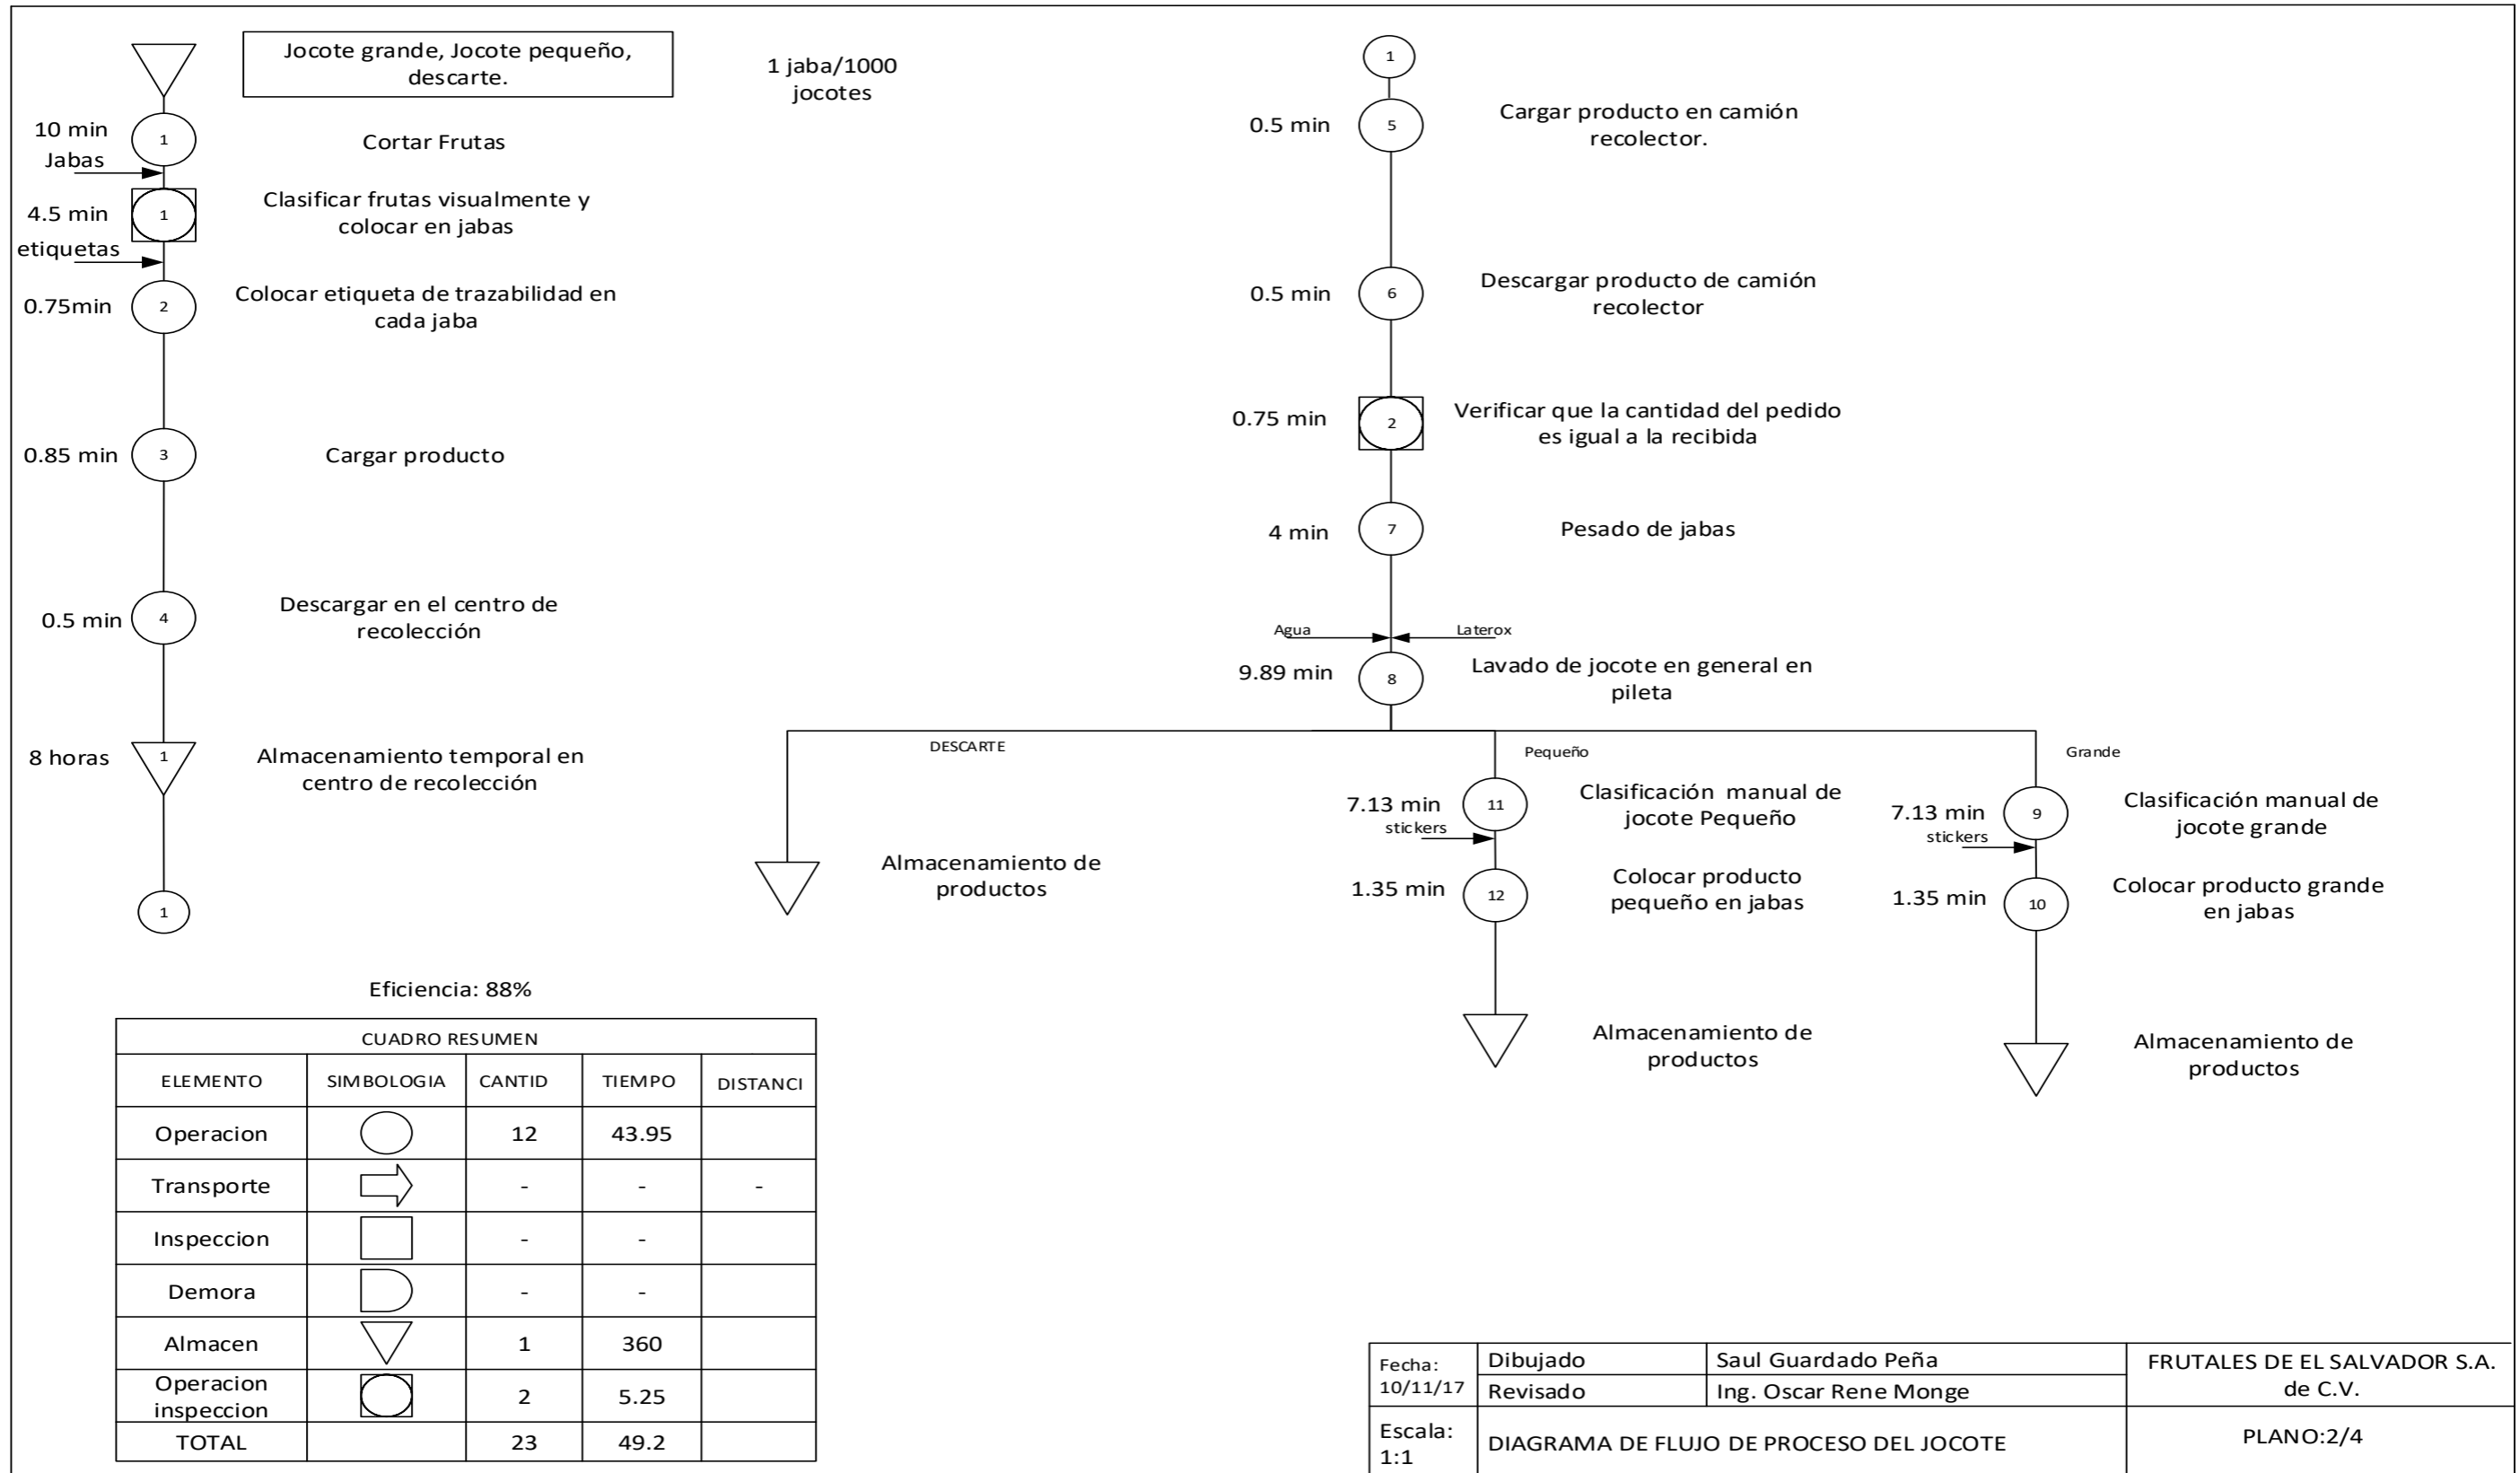 Jocote grande, Jocote pequeño,
descarte.
1 jaba/1000
jocotes
10 min
1
Cortar Frutas
Jabas
4.5 min
1
Clasificar frutas visualmente y
colocar en jabas
etiquetas
0.75min
2
Colocar etiqueta de trazabilidad en
cada jaba
0.85 min
3
Cargar producto
0.5 min
4
Descargar en el centro de
recolección
8 horas
1
Almacenamiento temporal en
centro de recolección
1
1
0.5 min
5
Cargar producto en camión
recolector.
0.5 min
6
Descargar producto de camión
recolector
0.75 min
2
Verificar que la cantidad del pedido
es igual a la recibida
4 min
7
Pesado de jabas
Agua
Laterox
9.89 min
8
Lavado de jocote en general en
pileta
DESCARTE
Almacenamiento de
productos
Pequeño
7.13 min
11
Clasificación manual de
jocote Pequeño
stickers
1.35 min
12
Colocar producto
pequeño en jabas
Almacenamiento de
productos
Grande
7.13 min
9
Clasificación manual de
jocote grande
stickers
1.35 min
10
Colocar producto grande
en jabas
Almacenamiento de
productos
Eficiencia: 88%
CUADRO RESUMEN
ELEMENTO SIMBOLOGIA CANTID TIEMPO DISTANCI
Operacion 12 43.95
Transporte - - -
Inspeccion - -
Demora - -
Almacen 1 360
Operacion
inspeccion 2 5.25
TOTAL 23 49.2
Fecha:
10/11/17
Dibujado Saul Guardado Peña
Revisado Ing. Oscar Rene Monge
FRUTALES DE EL SALVADOR S.A.
de C.V.
Escala:
1:1
DIAGRAMA DE FLUJO DE PROCESO DEL JOCOTE
PLANO:2/4